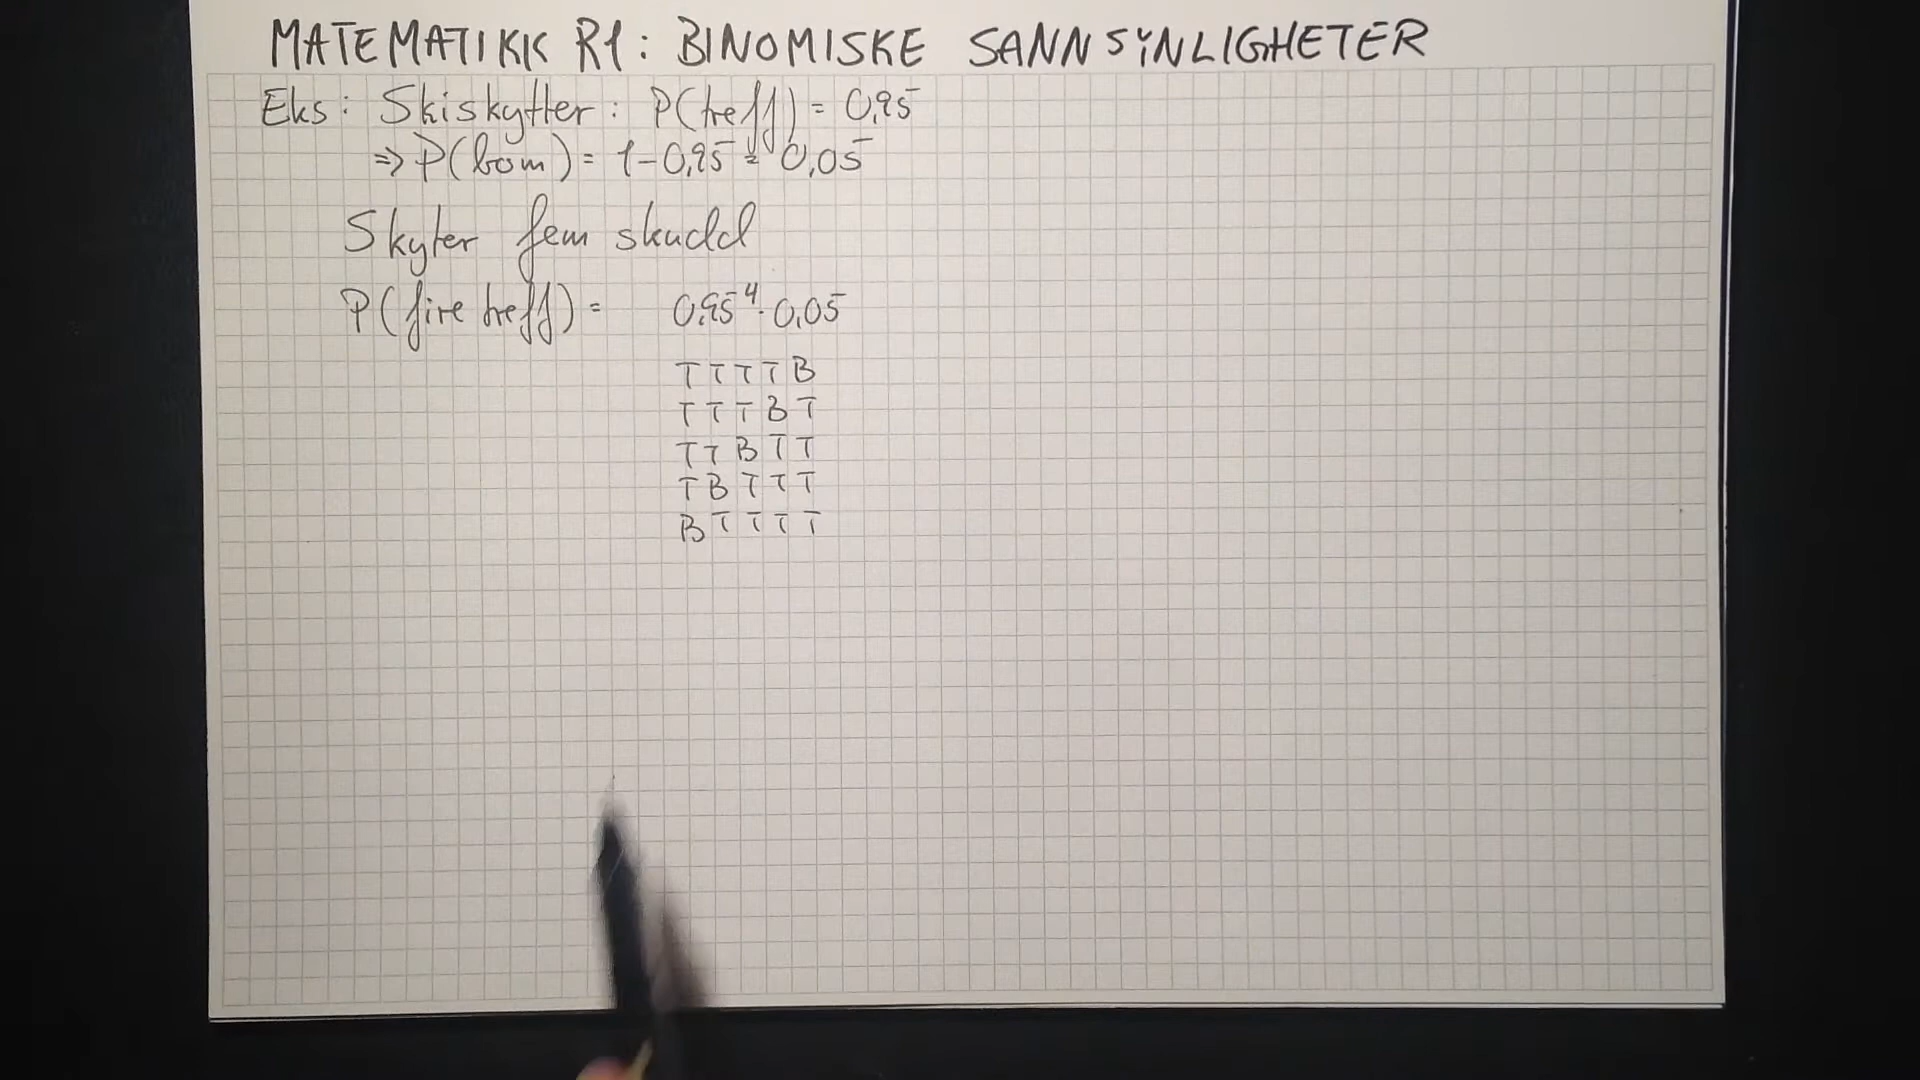 MATEMATIKK R1: BINOMISKE SANNSYNLIGHETER
Eks: Skiskytter: P(treff) = 0,95
=> P(bom) = 1-0,95 = 0,05
Skyter fem skudd
P(fire treff) = 0,95⁴ · 0,05
T T T T B
T T T B T
T T B T T
T B T T T
B T T T T